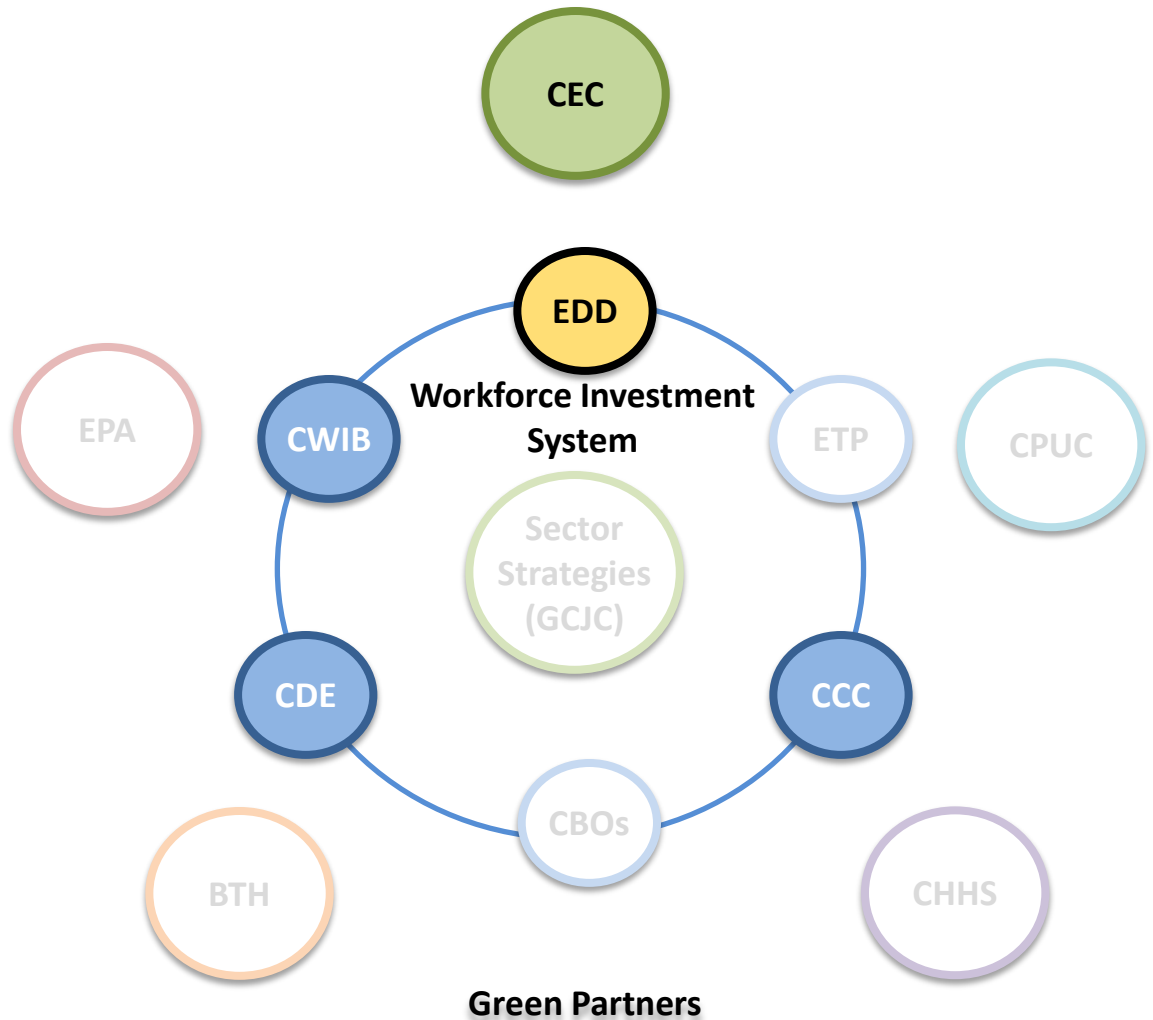 CEC
EDD
Workforce Investment
System
EPA
CWIB
ETP
CPUC
Sector
Strategies
(GCJC)
CDE
CCC
CBOs
BTH
CHHS
Green Partners